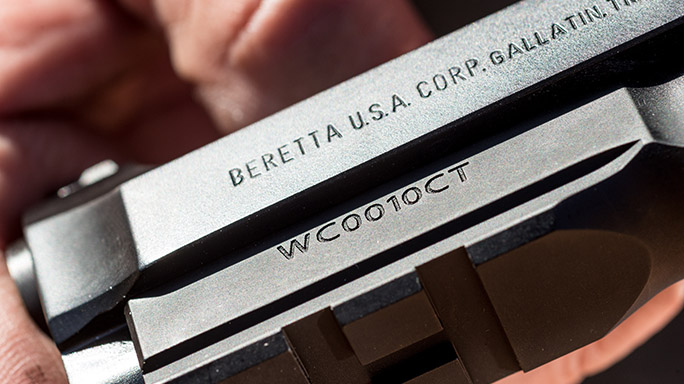 BERETTA U.S.A. CORP. GALLATIN, T
WC0010CT